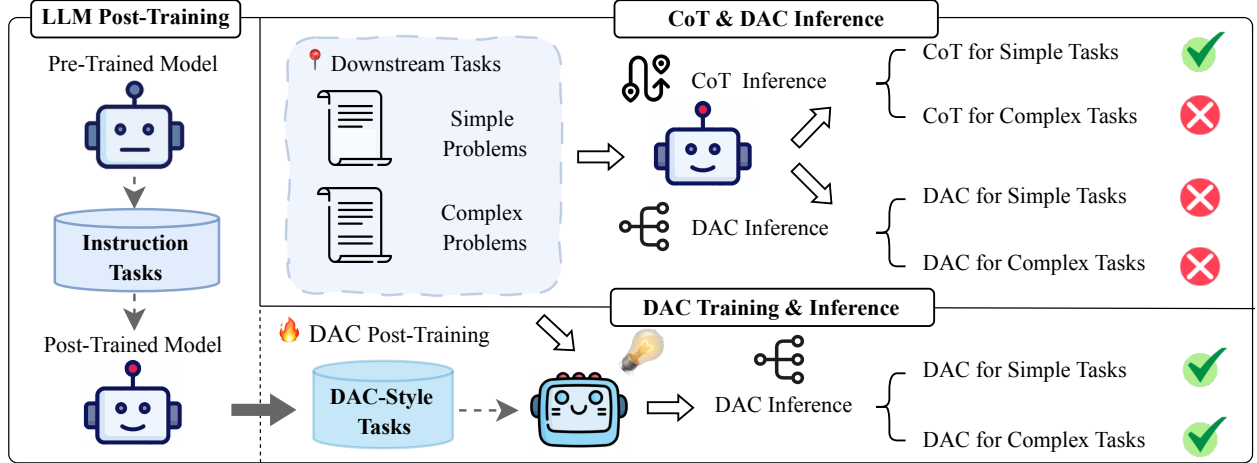 LLM Post-Training
Pre-Trained Model
Instruction
Tasks
Post-Trained Model
CoT & DAC Inference
Downstream Tasks
Simple
Problems
Complex
Problems
CoT Inference
DAC Inference
CoT for Simple Tasks
CoT for Complex Tasks
DAC for Simple Tasks
DAC for Complex Tasks
DAC Training & Inference
DAC Post-Training
DAC-Style
Tasks
DAC Inference
DAC for Simple Tasks
DAC for Complex Tasks